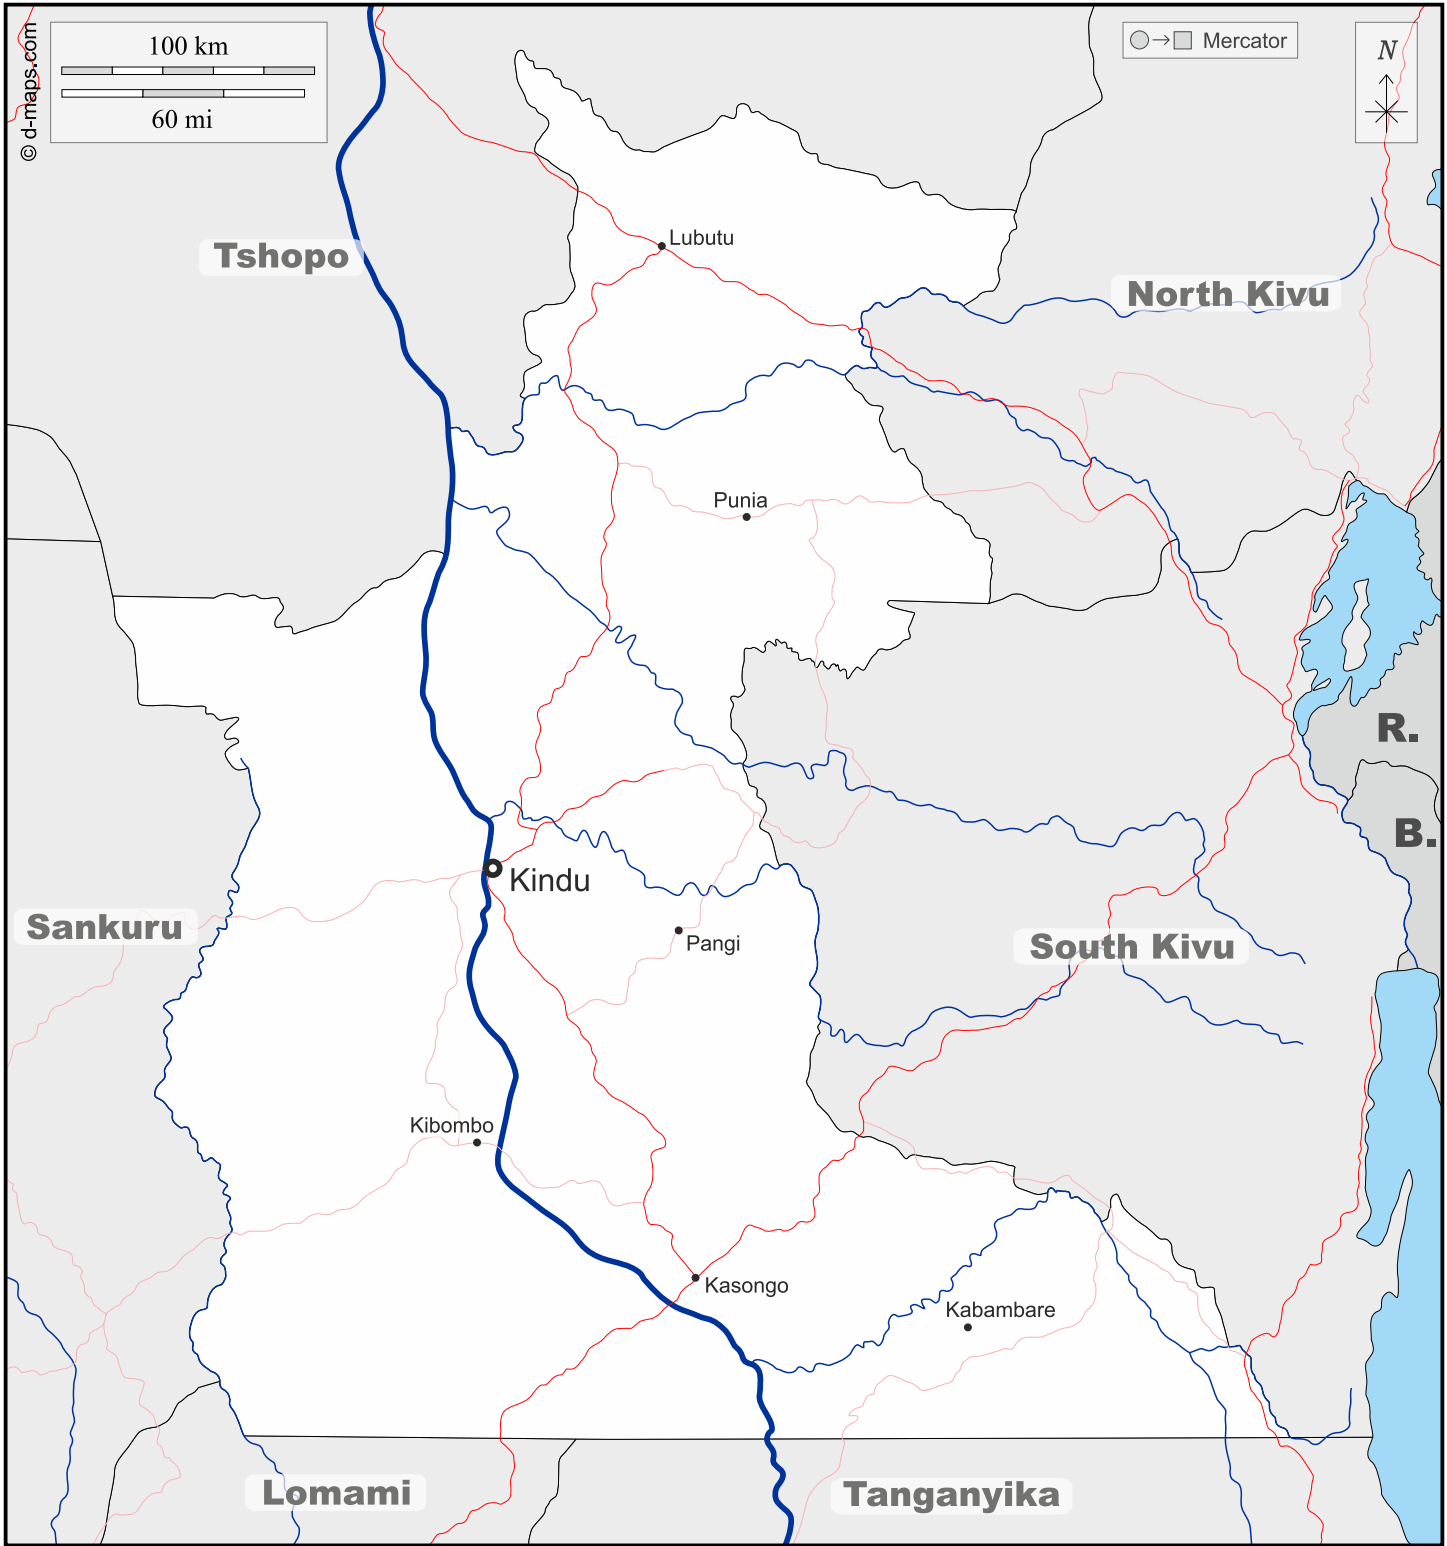 100 km
60 mi
© d-maps.com
Mercator
N
Lubutu
Tshopo
North Kivu
Punia
R.
B.
Kindu
Sankuru
Pangi
South Kivu
Kibombo
Kasongo
Kabambare
Lomami
Tanganyika